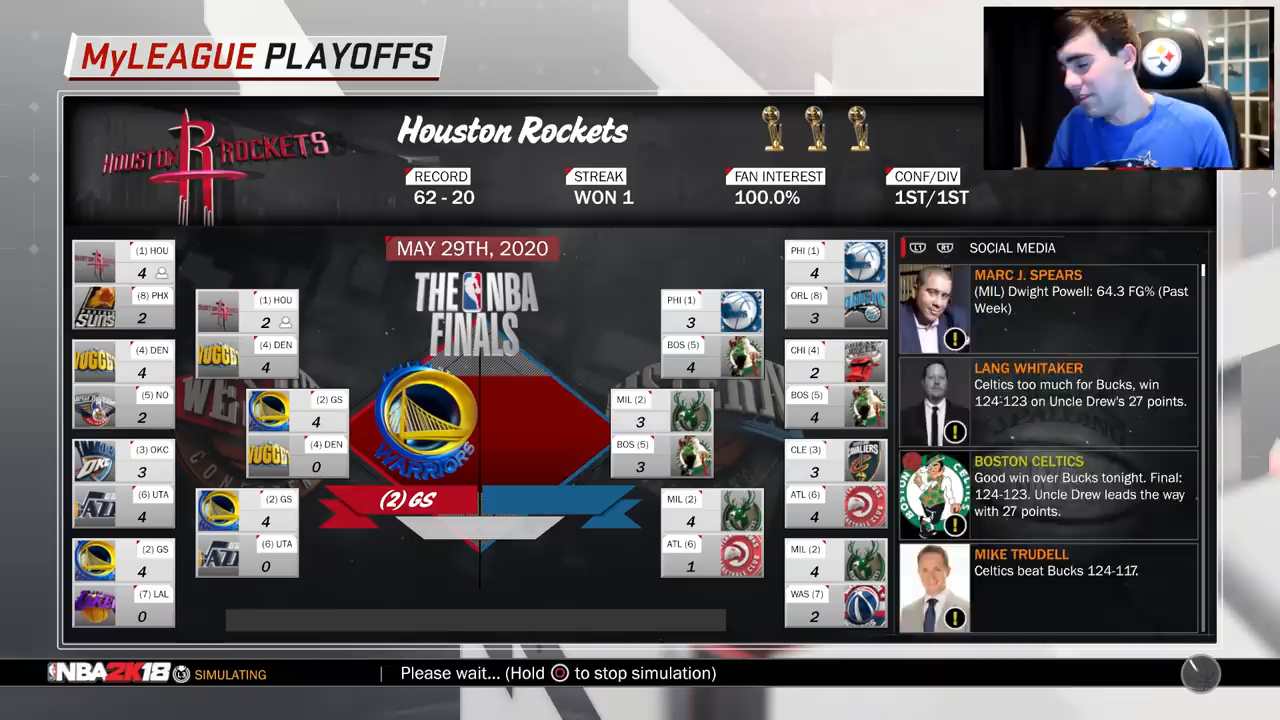 MyLEAGUE PLAYOFFS
HOUSTON ROCKETS
Houston Rockets
RECORD
62 - 20
STREAK
WON 1
FAN INTEREST
100.0%
CONF/DIV
1ST/1ST
MAY 29TH, 2020
THE NBA
FINALS
WARRIORS
(2) GS
(1) HOU
4
(8) PHX
2
(4) DEN
4
(5) NO
2
(3) OKC
3
(6) UTA
4
(2) GS
4
(7) LAL
0
(1) HOU
2
(4) DEN
4
(2) GS
4
(6) UTA
0
(2) GS
4
(4) DEN
0
MIL (2)
3
BOS (5)
3
PHI (1)
3
BOS (5)
4
MIL (2)
4
ATL (6)
1
PHI (1)
4
ORL (8)
3
CHI (4)
2
BOS (5)
4
CLE (3)
3
ATL (6)
4
MIL (2)
4
WAS (7)
2
L1 R1 SOCIAL MEDIA
MARC J. SPEARS
(MIL) Dwight Powell: 64.3 FG% (Past
Week)
LANG WHITAKER
Celtics too much for Bucks, win
124-123 on Uncle Drew's 27 points.
BOSTON CELTICS
Good win over Bucks tonight. Final:
124-123. Uncle Drew leads the way
with 27 points.
MIKE TRUDELL
Celtics beat Bucks 124-117.
NBA 2K18 SIMULATING
Please wait... (Hold to stop simulation)